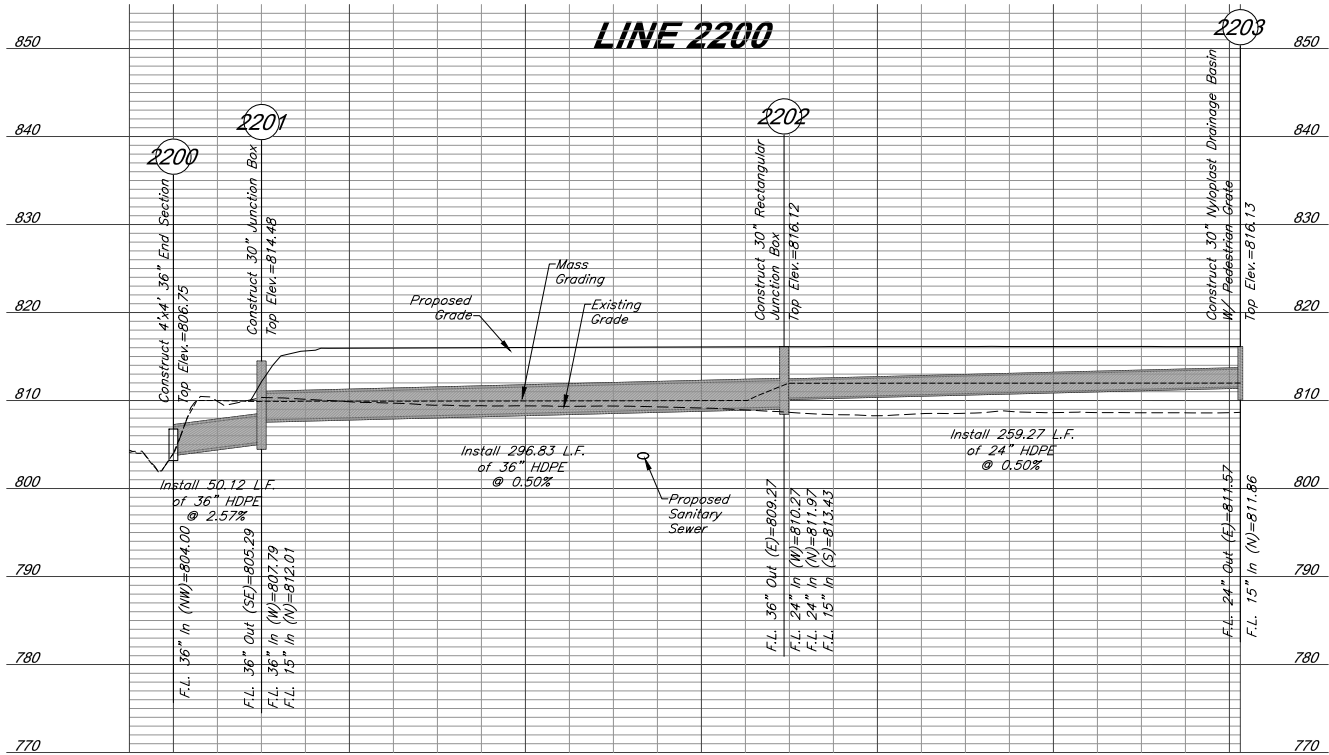 LINE 2200
850
840
830
820
810
800
790
780
770
850
840
830
820
810
800
790
780
770
2200
Construct 4'x4' 36" End Section
Top Elev.=806.75
F.L. 36" In (NW)=804.00
2201
Construct 30" Junction Box
Top Elev.=814.48
F.L. 36" Out (SE)=805.29
F.L. 36" In (W)=807.79
F.L. 15" In (N)=812.01
2202
Construct 30" Rectangular
Junction Box
Top Elev.=816.12
F.L. 36" Out (E)=809.27
F.L. 24" In (W)=810.27
F.L. 24" In (N)=811.97
F.L. 15" In (S)=813.43
2203
Construct 30" Nyloplast Drainage Basin
W/ Pedestrian Grate
Top Elev.=816.13
F.L. 24" Out (E)=811.57
F.L. 15" In (N)=811.86
Mass
Grading
Proposed
Grade
Existing
Grade
Install 50.12 L.F.
of 36" HDPE
@ 2.57%
Install 296.83 L.F.
of 36" HDPE
@ 0.50%
Proposed
Sanitary
Sewer
Install 259.27 L.F.
of 24" HDPE
@ 0.50%